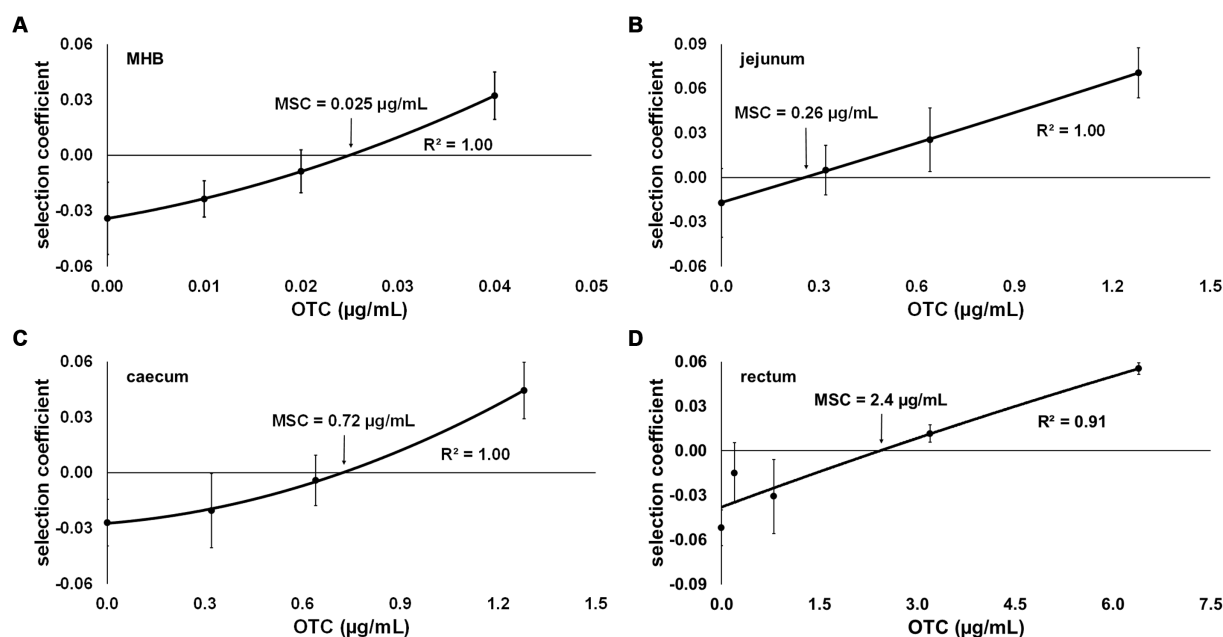 A
MHB
selection coefficient
0.06
0.03
0.00
-0.03
-0.06
MSC = 0.025 µg/mL
R² = 1.00
0.00 0.01 0.02 0.03 0.04 0.05
OTC (µg/mL)
B
jejunum
selection coefficient
0.09
0.06
0.03
0.00
-0.03
-0.06
MSC = 0.26 µg/mL
R² = 1.00
0.0 0.3 0.6 0.9 1.2 1.5
OTC (µg/mL)
C
caecum
selection coefficient
0.06
0.03
0.00
-0.03
-0.06
MSC = 0.72 µg/mL
R² = 1.00
0.0 0.3 0.6 0.9 1.2 1.5
OTC (µg/mL)
D
rectum
selection coefficient
0.06
0.03
0.00
-0.03
-0.06
-0.09
MSC = 2.4 µg/mL
R² = 0.91
0.0 1.5 3.0 4.5 6.0 7.5
OTC (µg/mL)